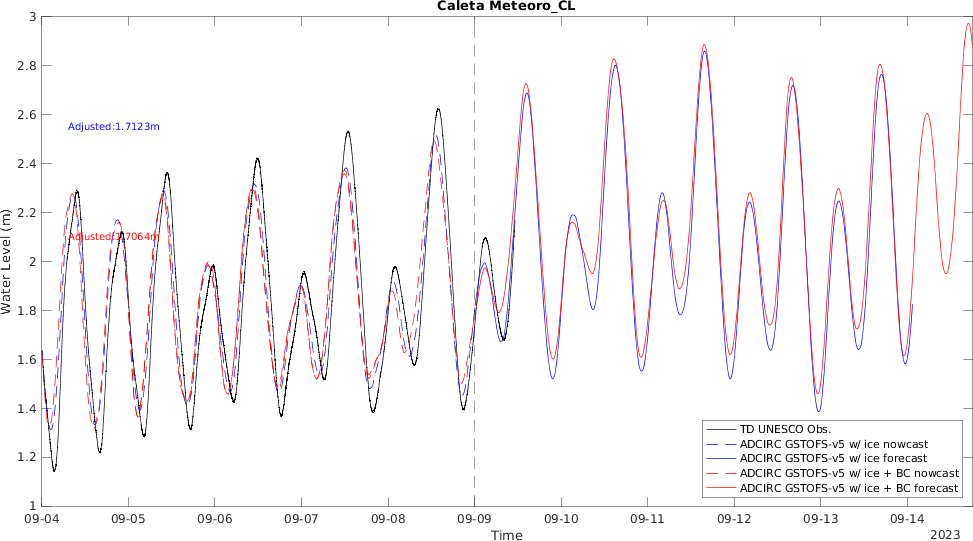 Caleta Meteoro_CL
3
2.8
2.6
2.4
2.2
2
1.8
1.6
1.4
1.2
1
Water Level (m)
Adjusted:1.7123m
Adjusted:1.7064m
TD UNESCO Obs.
ADCIRC GSTOFS-v5 w/ ice nowcast
ADCIRC GSTOFS-v5 w/ ice forecast
ADCIRC GSTOFS-v5 w/ ice + BC nowcast
ADCIRC GSTOFS-v5 w/ ice + BC forecast
09-04 09-05 09-06 09-07 09-08 09-09 09-10 09-11 09-12 09-13 09-14
Time
2023